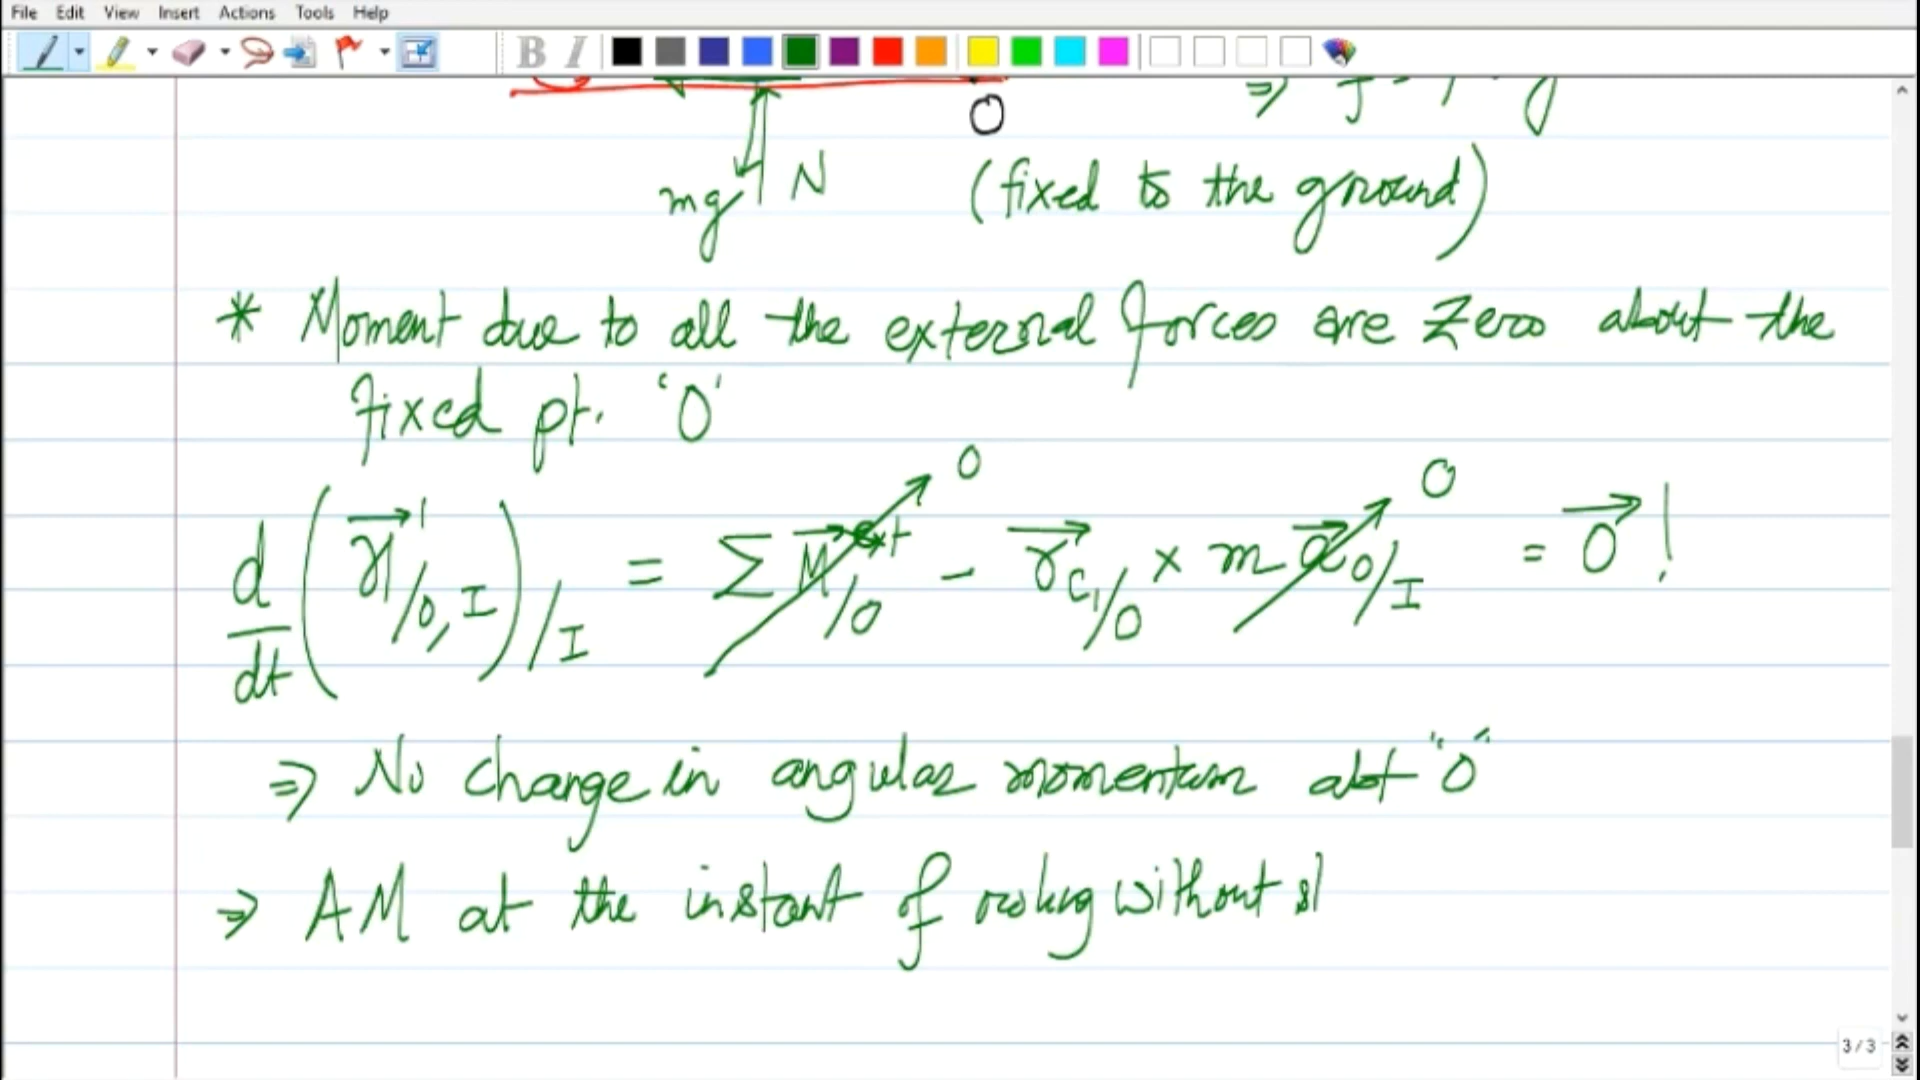 File Edit View Insert Actions Tools Help
B I
O
mg N (fixed to the ground)
* Moment due to all the external forces are zero about the
fixed pt. 'O'
d/dt (H⃗/O,I)/I = Σ M⃗^ext/O - r⃗C/O × m a⃗O/I = 0⃗ !
0 0
⇒ No change in angular momentum abt "O"
⇒ AM at the instant of rolling without sl
3 / 3